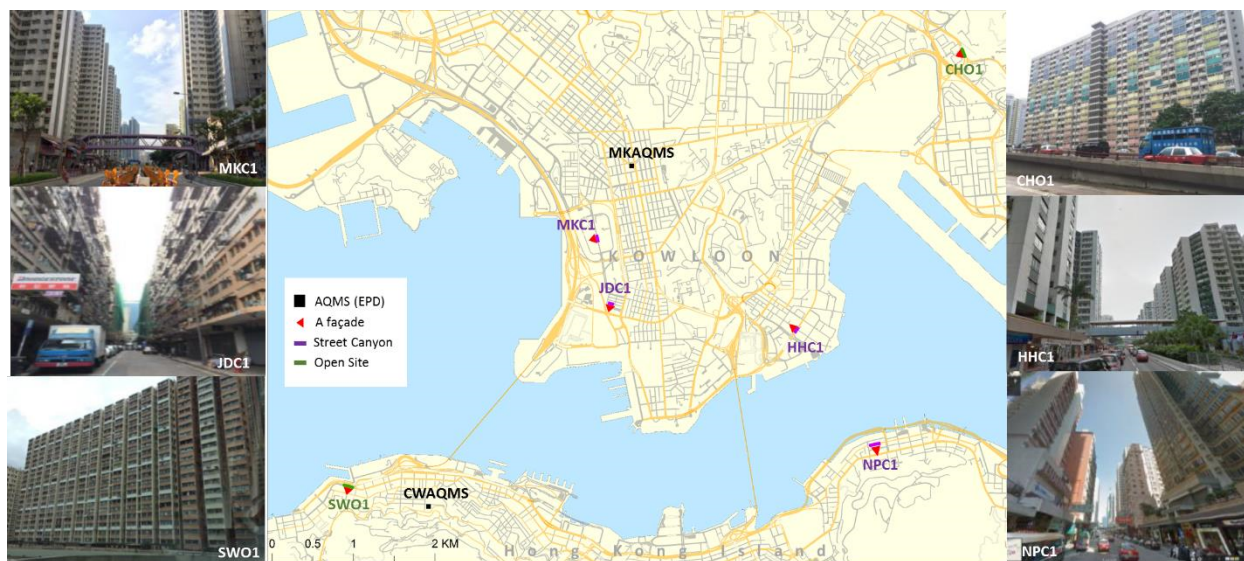 MKC1
JDC1
SWO1
CHO1
MKAQMS
MKC1
KOWLOON
JDC1
HHC1
AQMS (EPD)
A façade
Street Canyon
Open Site
NPC1
SWO1
CWAQMS
0 0.5 1 2 KM
Hong Kong Island
CHO1
HHC1
NPC1